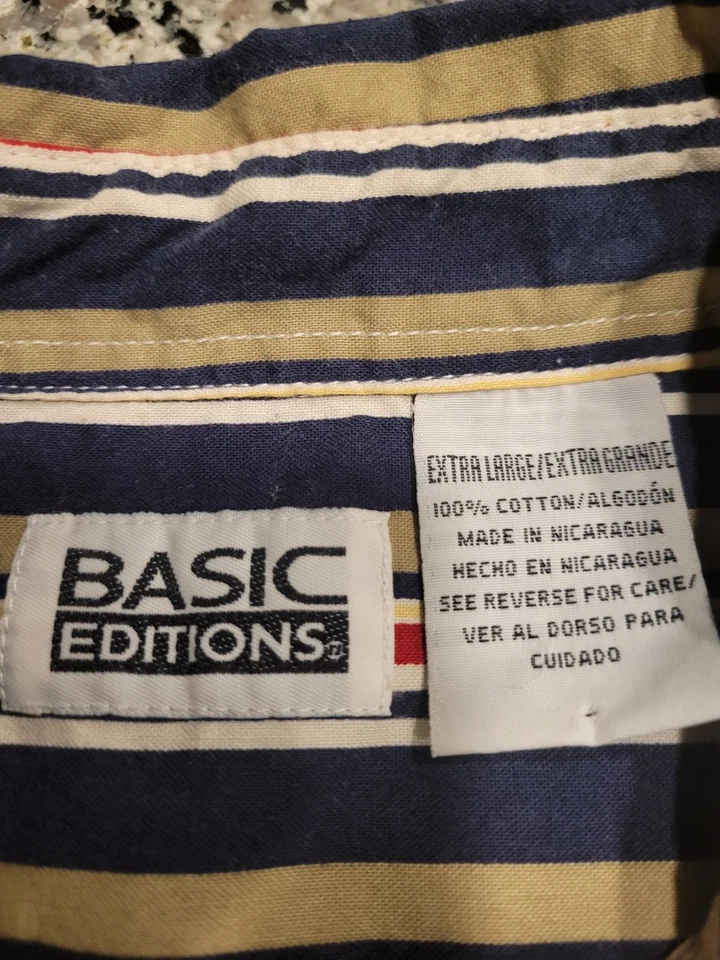 BASIC
EDITIONS
EXTRA LARGE/EXTRA GRANDE
100% COTTON/ALGODÓN
MADE IN NICARAGUA
HECHO EN NICARAGUA
SEE REVERSE FOR CARE/
VER AL DORSO PARA
CUIDADO